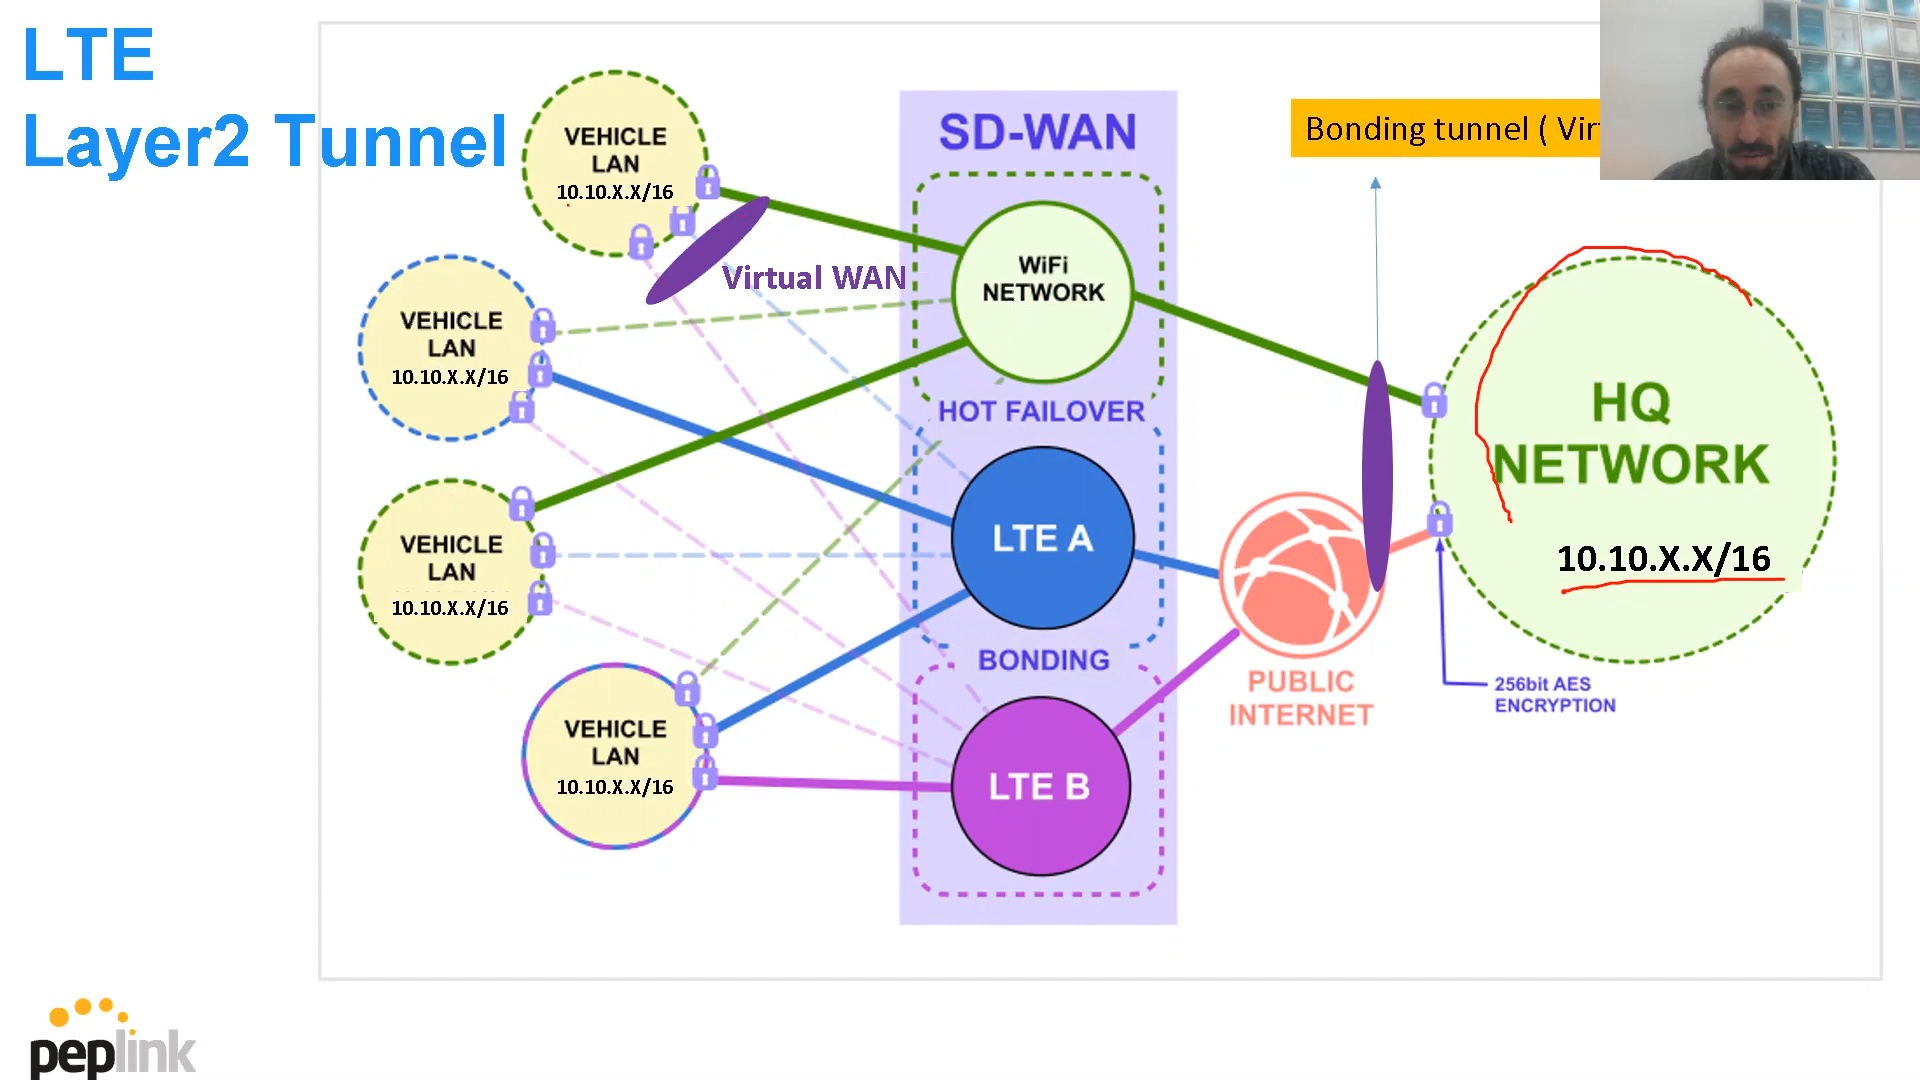 LTE
Layer2 Tunnel
VEHICLE
LAN
10.10.X.X/16
VEHICLE
LAN
10.10.X.X/16
VEHICLE
LAN
10.10.X.X/16
VEHICLE
LAN
10.10.X.X/16
Virtual WAN
SD-WAN
WiFi
NETWORK
HOT FAILOVER
LTE A
BONDING
LTE B
Bonding tunnel ( Vir
PUBLIC
INTERNET
HQ
NETWORK
10.10.X.X/16
256bit AES
ENCRYPTION
peplink